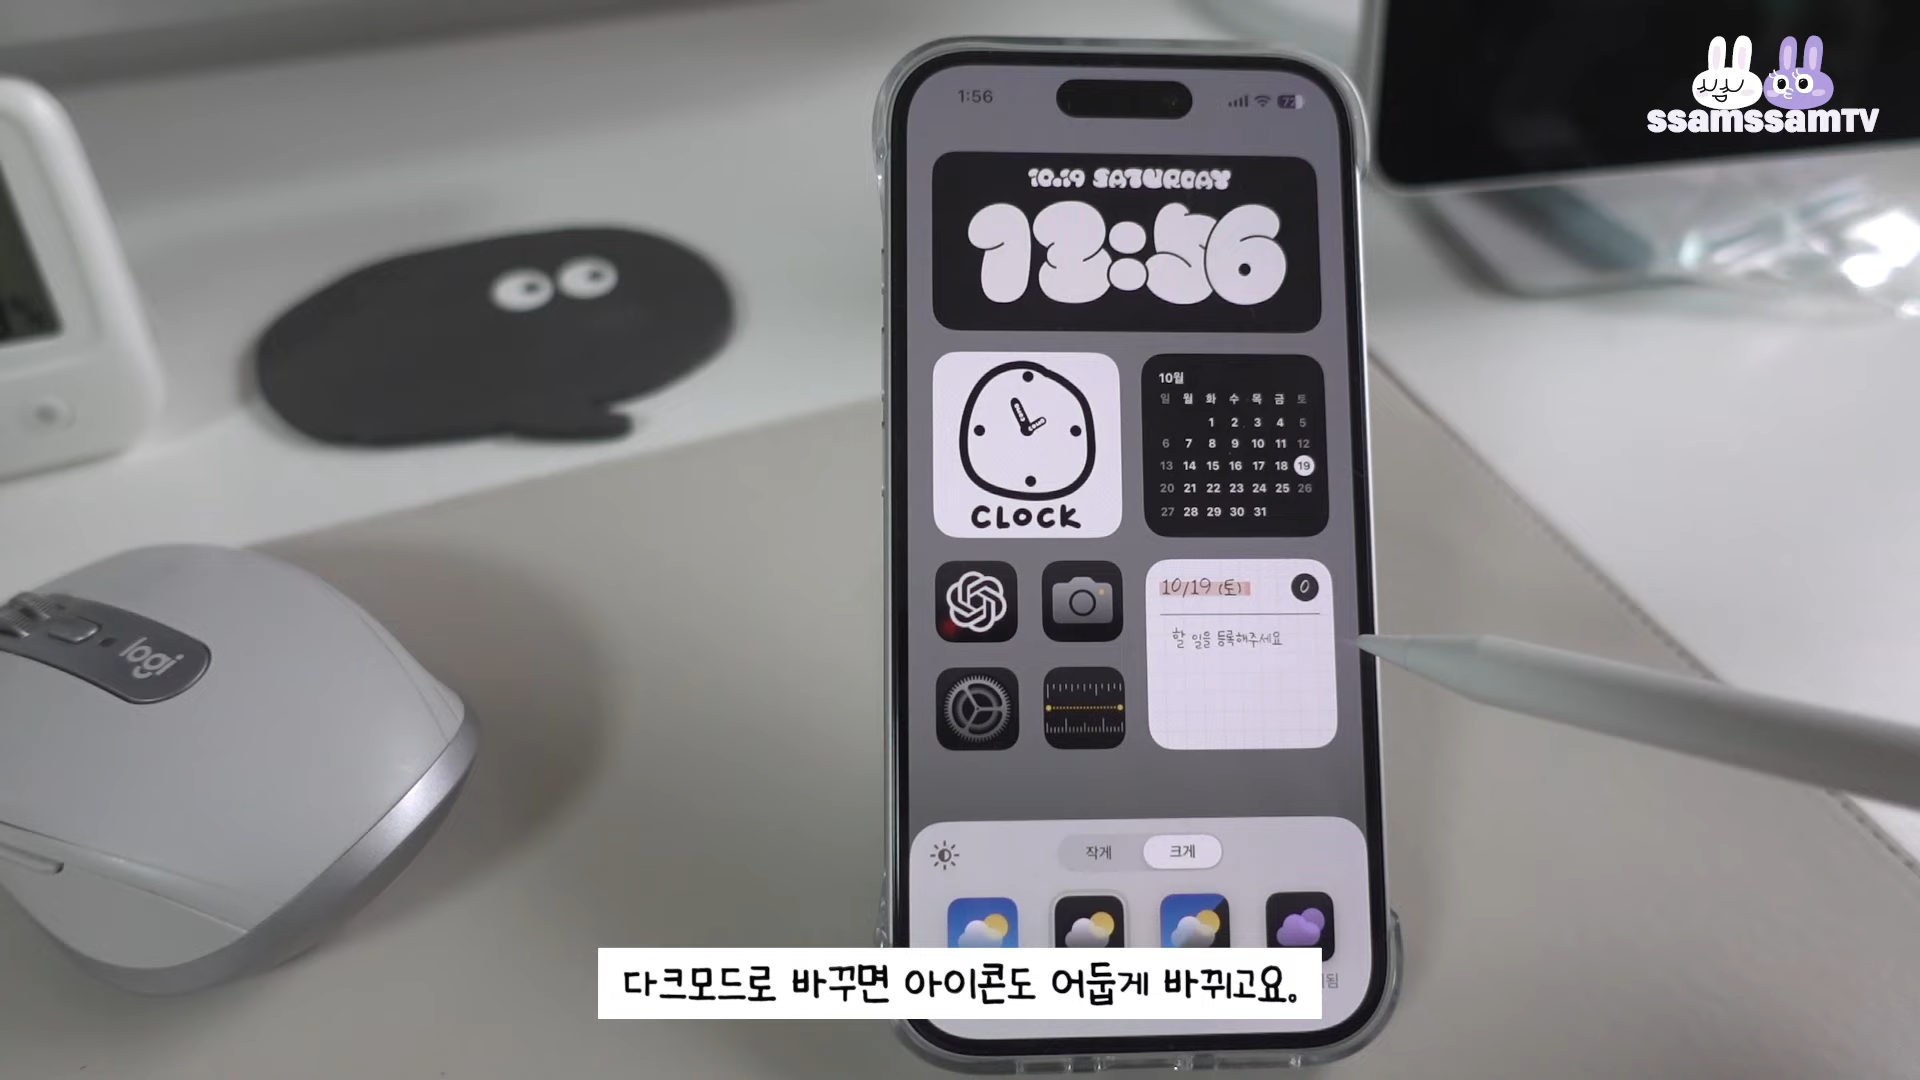 ssamssamTV
1:56
10.19 SATURDAY
12:56
CLOCK
10월
일 월 화 수 목 금 토
1 2 3 4 5
6 7 8 9 10 11 12
13 14 15 16 17 18 19
20 21 22 23 24 25 26
27 28 29 30 31
10/19 (토)
0
할 일을 등록해주세요
logi
작게 크게
다크모드로 바꾸면 아이콘도 어둡게 바뀌고요.